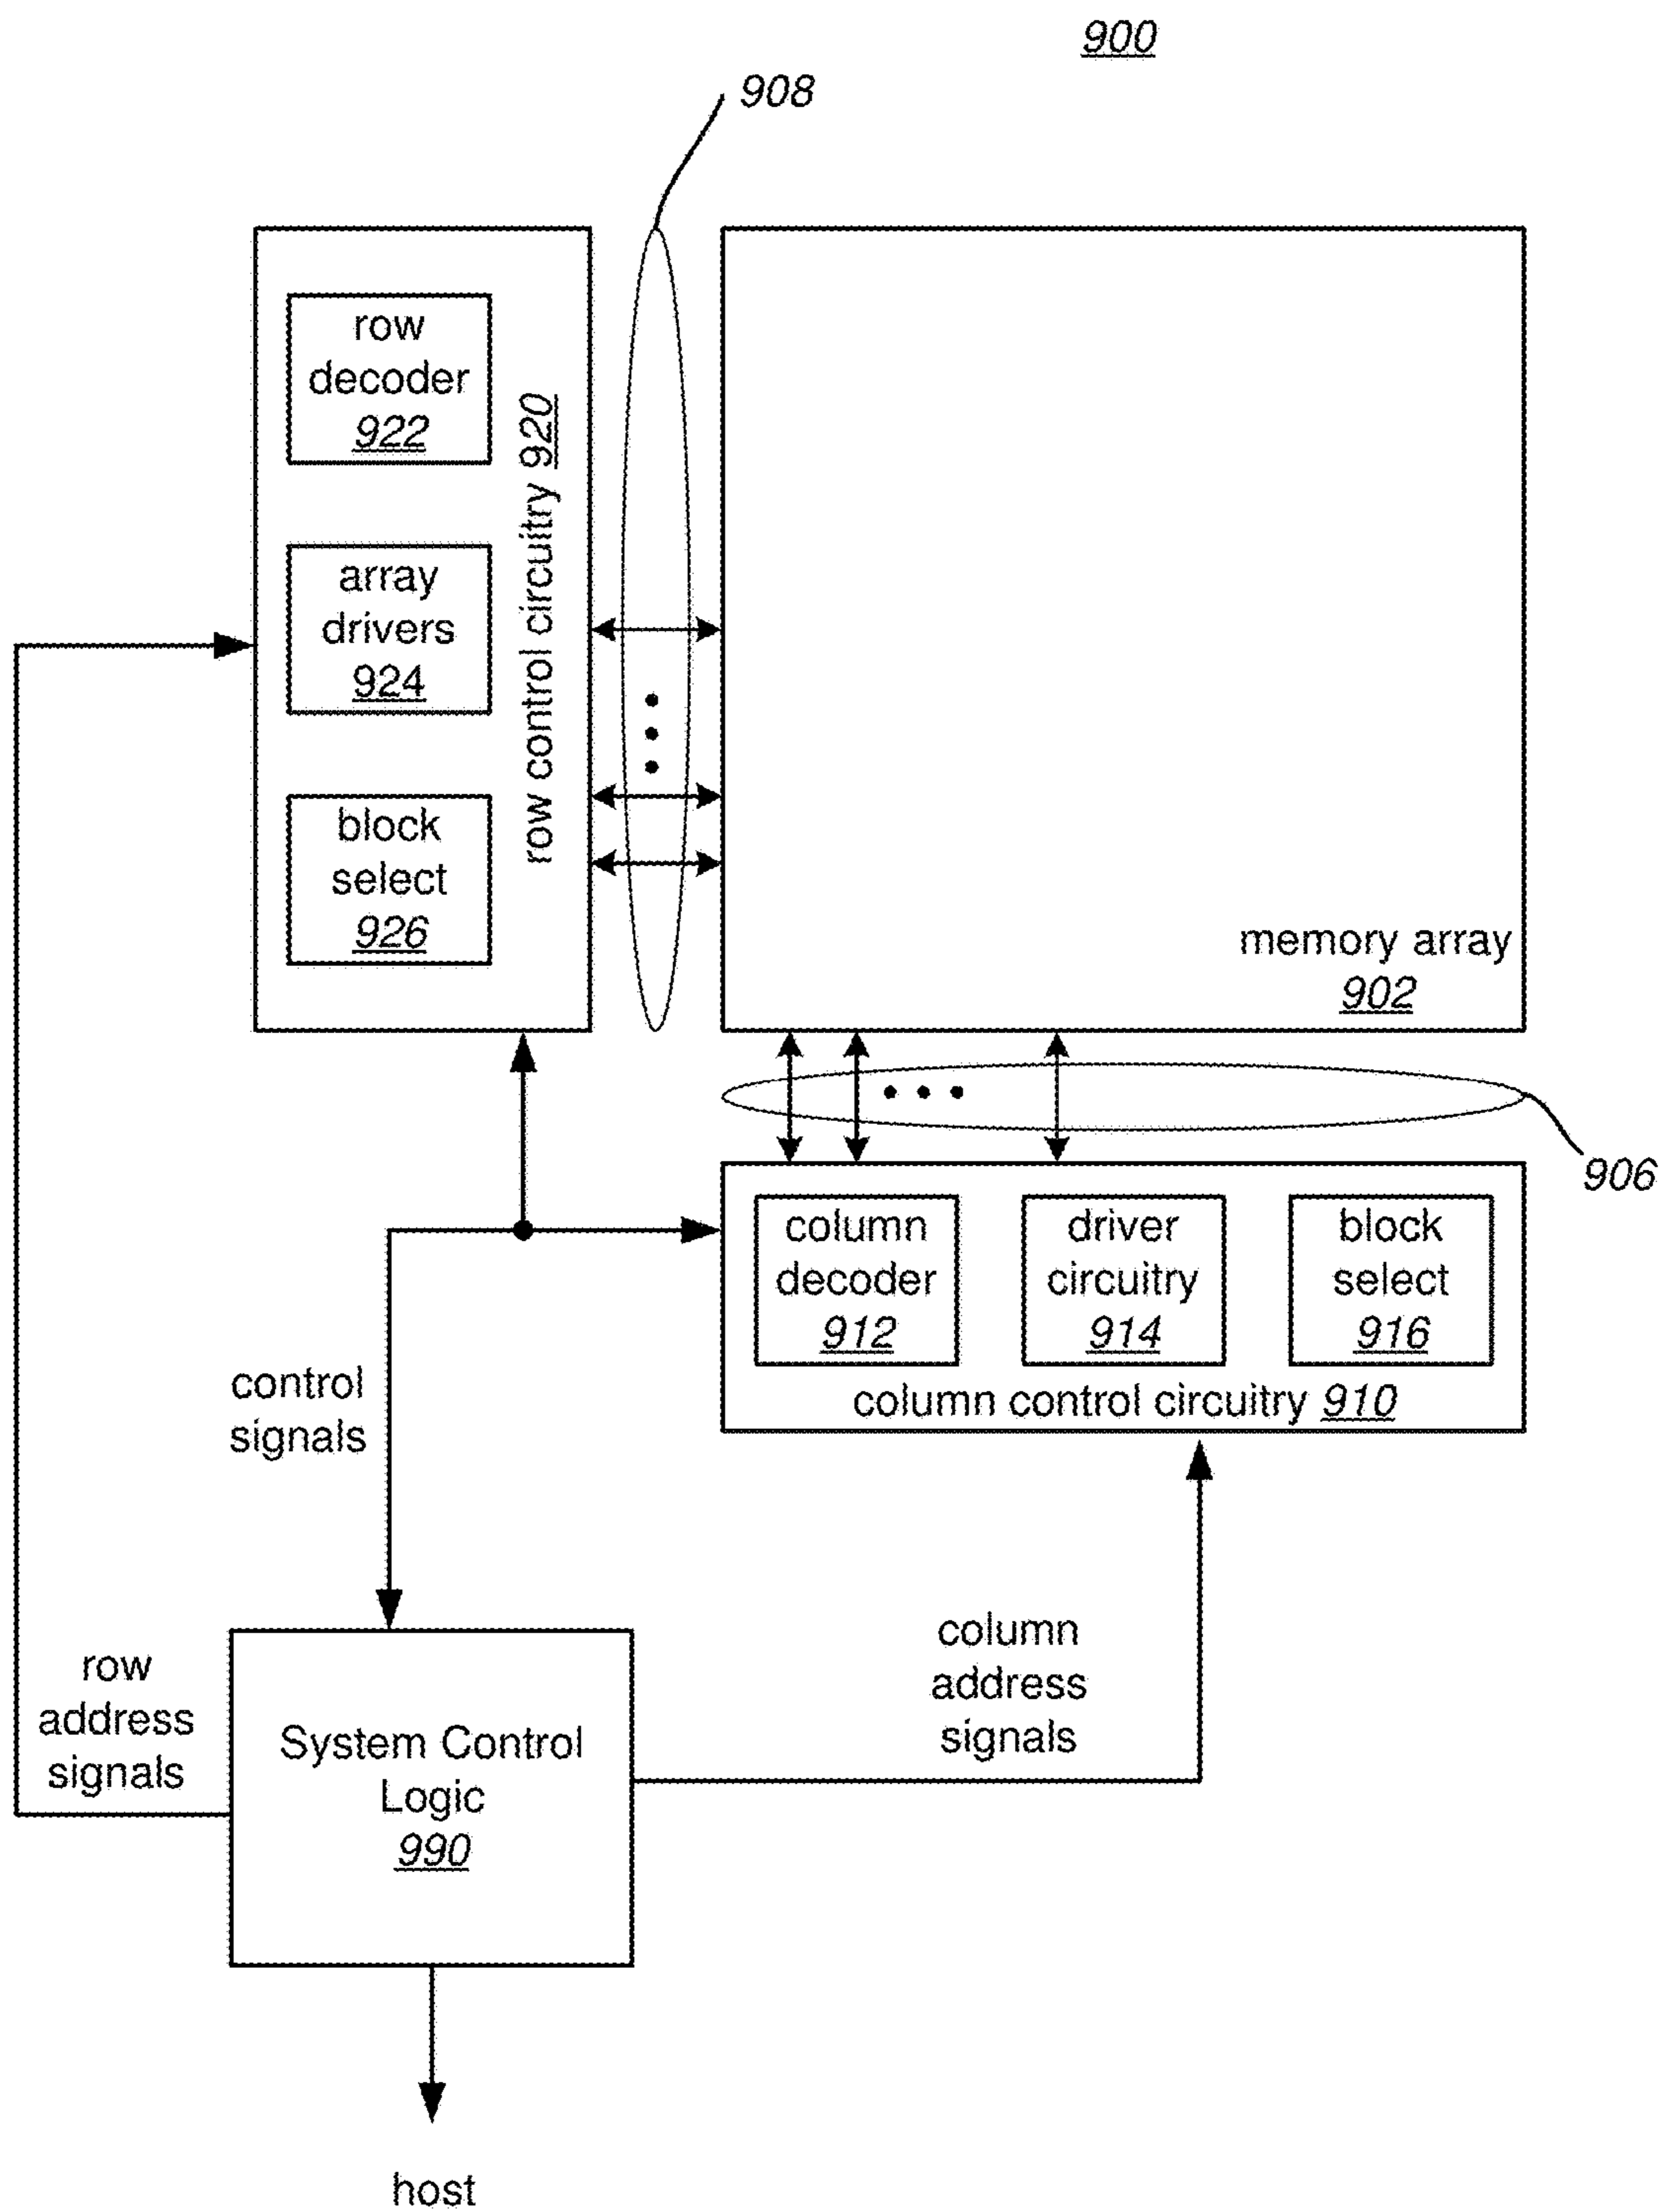 900
908
row
decoder
922
array
drivers
924
block
select
926
row control circuitry 920
memory array
902
906
column
decoder
912
driver
circuitry
914
block
select
916
column control circuitry 910
control
signals
row
address
signals
System Control
Logic
990
column
address
signals
host